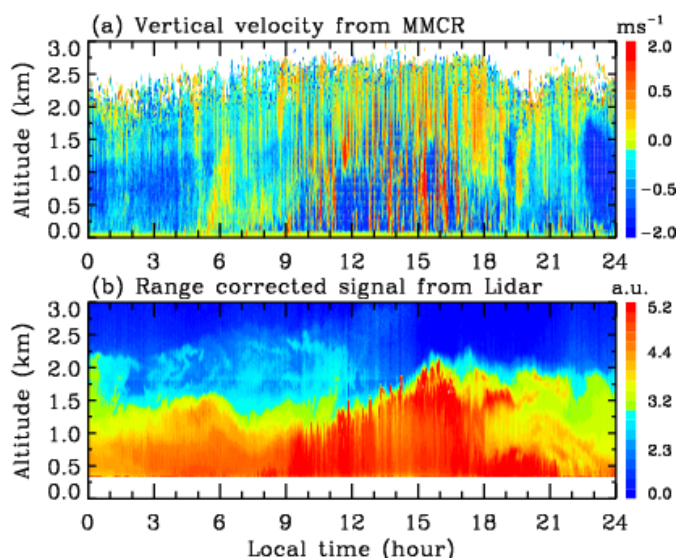 (a) Vertical velocity from MMCR
ms⁻¹
3.0
2.5
2.0
1.5
1.0
0.5
0.0
Altitude (km)
2.0
0.5
0.0
−0.5
−2.0
0 3 6 9 12 15 18 21 24
(b) Range corrected signal from Lidar
a.u.
3.0
2.5
2.0
1.5
1.0
0.5
0.0
Altitude (km)
5.2
4.4
3.2
2.3
0.0
0 3 6 9 12 15 18 21 24
Local time (hour)